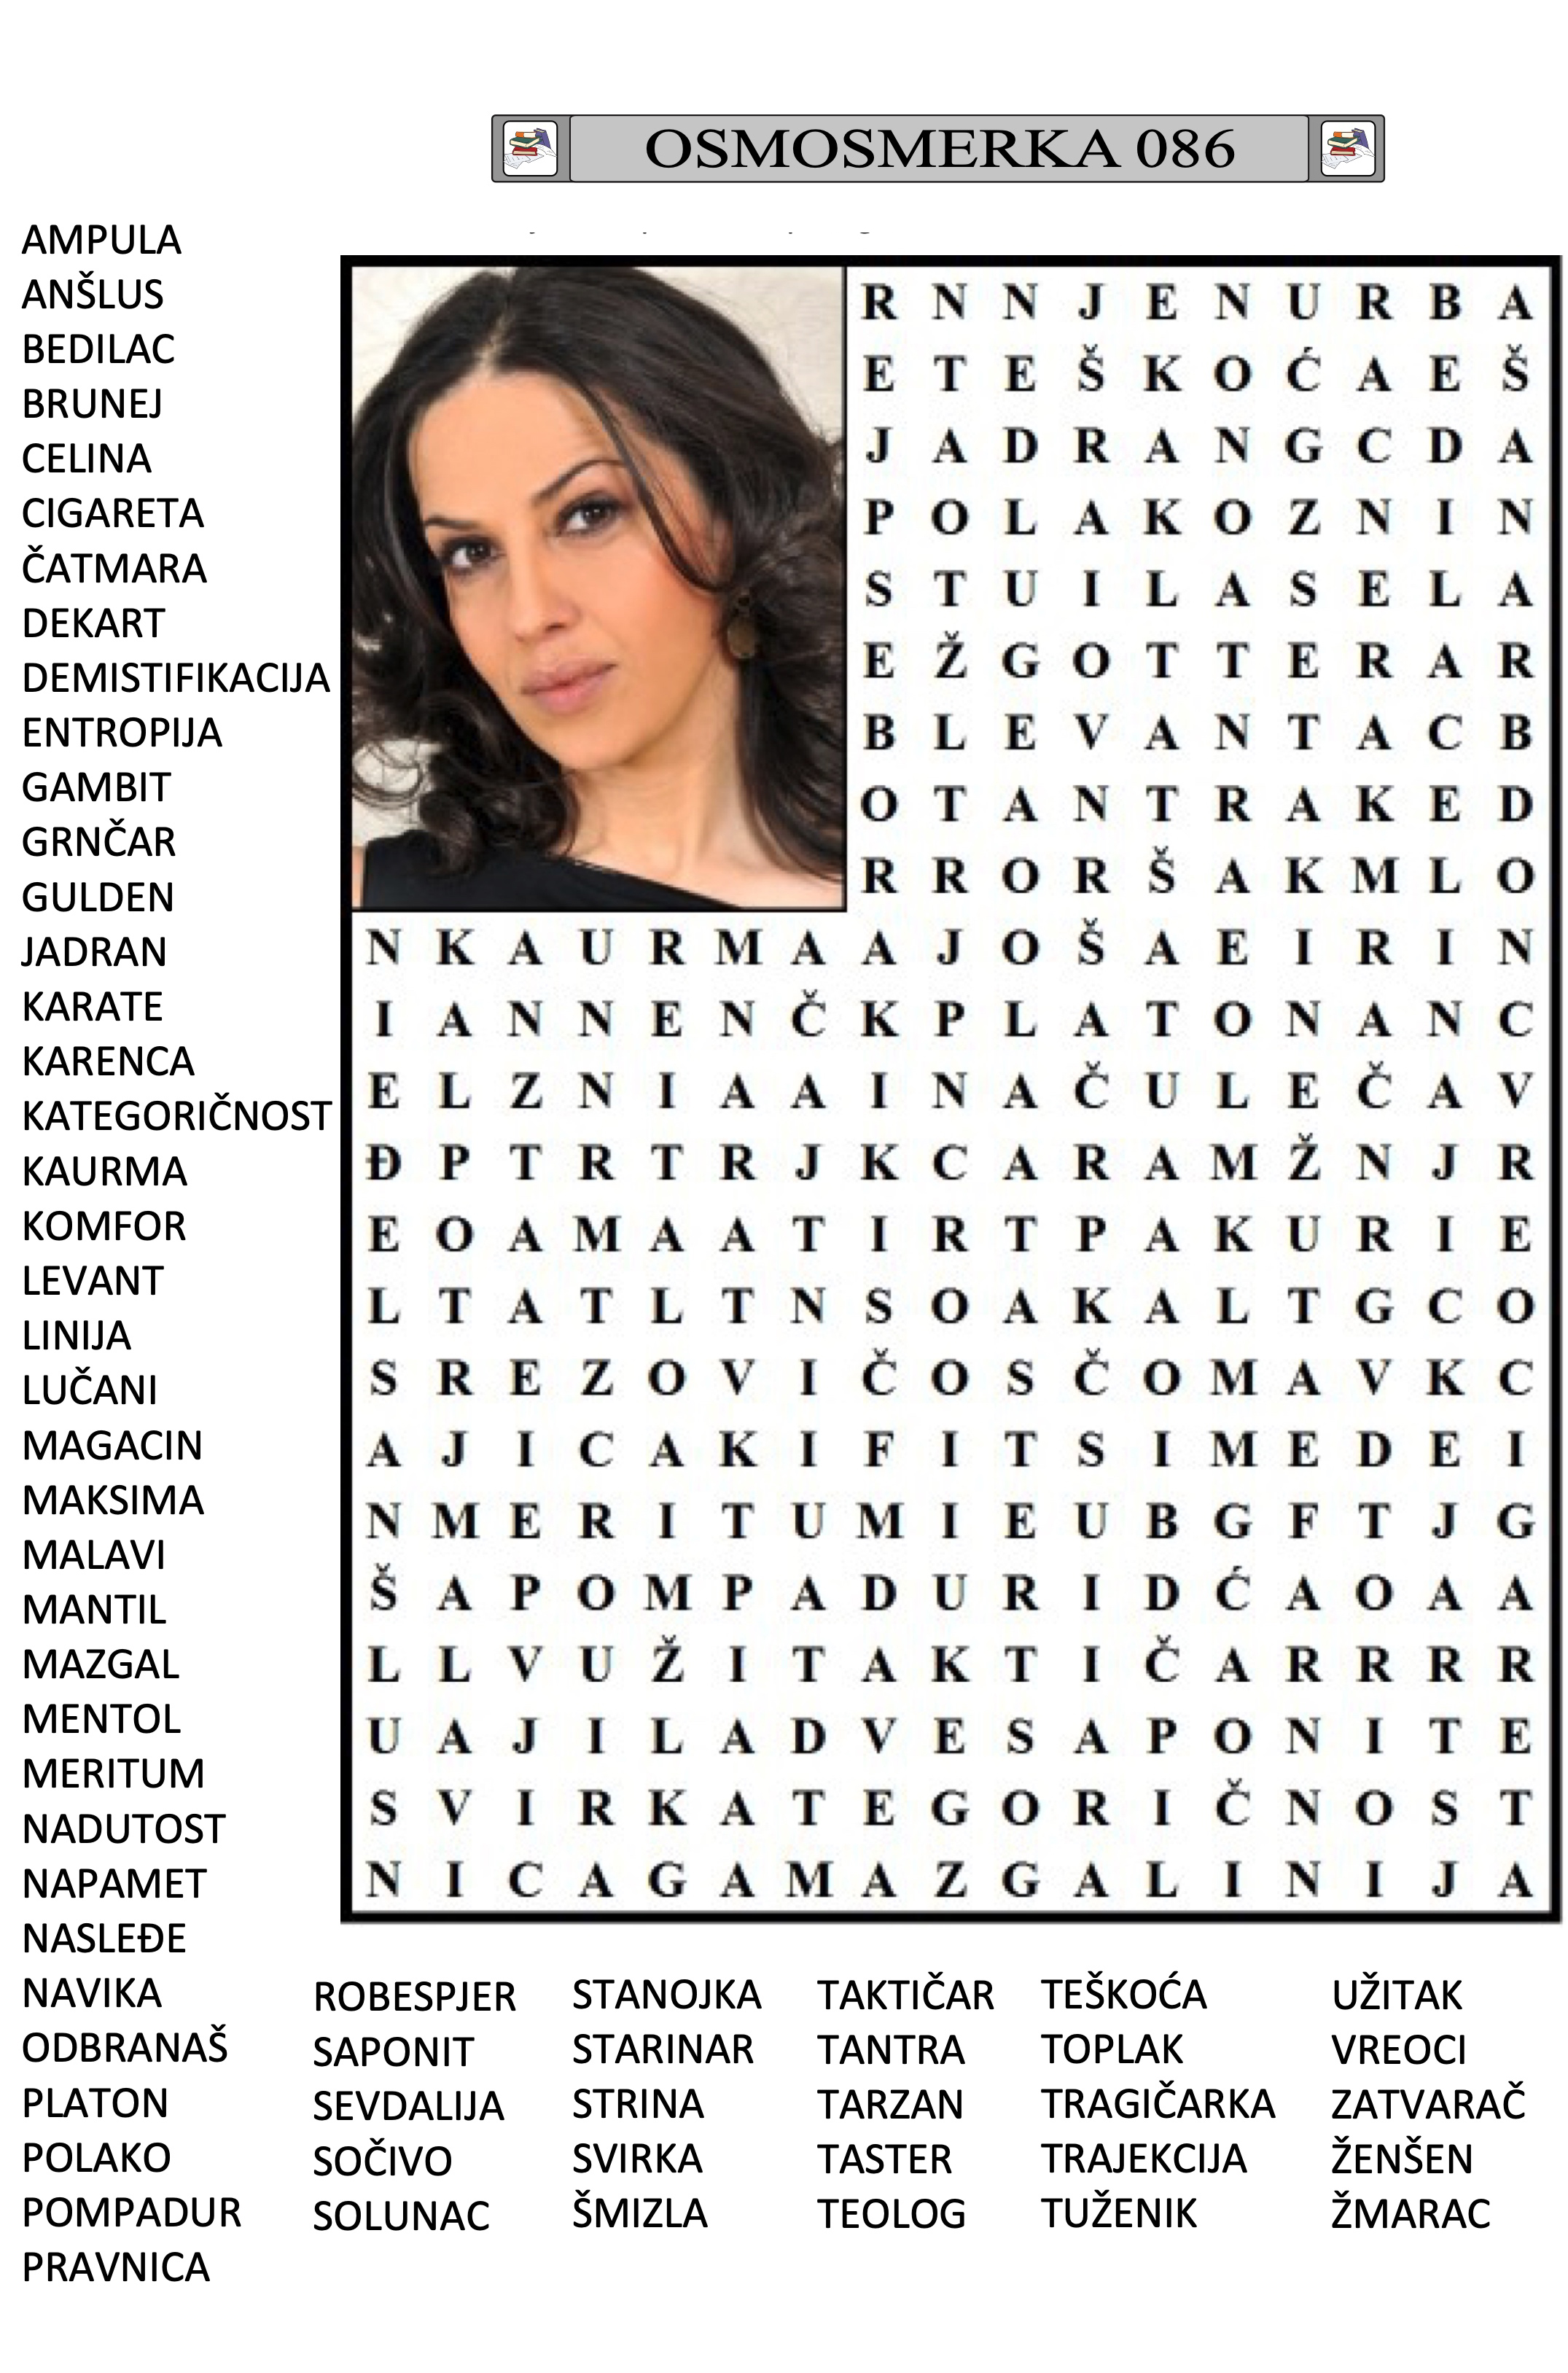 OSMOSMERKA 086
AMPULA
ANŠLUS
BEDILAC
BRUNEJ
CELINA
CIGARETA
ČATMARA
DEKART
DEMISTIFIKACIJA
ENTROPIJA
GAMBIT
GRNČAR
GULDEN
JADRAN
KARATE
KARENCA
KATEGORIČNOST
KAURMA
KOMFOR
LEVANT
LINIJA
LUČANI
MAGACIN
MAKSIMA
MALAVI
MANTIL
MAZGAL
MENTOL
MERITUM
NADUTOST
NAPAMET
NASLEĐE
NAVIKA
ODBRANAŠ
PLATON
POLAKO
POMPADUR
PRAVNICA
R N N J E N U R B A
E T E Š K O Ć A E Š
J A D R A N G C D A
P O L A K O Z N I N
S T U I L A S E L A
E Ž G O T T E R A R
B L E V A N T A C B
O T A N T R A K E D
R R O R Š A K M L O
N K A U R M A A J O Š A E I R I N
I A N N E N Č K P L A T O N A N C
E L Z N I A A I N A Č U L E Č A V
Đ P T R T R J K C A R A M Ž N J R
E O A M A A T I R T P A K U R I E
L T A T L T N S O A K A L T G C O
S R E Z O V I Č O S Č O M A V K C
A J I C A K I F I T S I M E D E I
N M E R I T U M I E U B G F T J G
Š A P O M P A D U R I D Ć A O A A
L L V U Ž I T A K T I Č A R R R R
U A J I L A D V E S A P O N I T E
S V I R K A T E G O R I Č N O S T
N I C A G A M A Z G A L I N I J A
ROBESPJER
SAPONIT
SEVDALIJA
SOČIVO
SOLUNAC
STANOJKA
STARINAR
STRINA
SVIRKA
ŠMIZLA
TAKTIČAR
TANTRA
TARZAN
TASTER
TEOLOG
TEŠKOĆA
TOPLAK
TRAGIČARKA
TRAJEKCIJA
TUŽENIK
UŽITAK
VREOCI
ZATVARAČ
ŽENŠEN
ŽMARAC